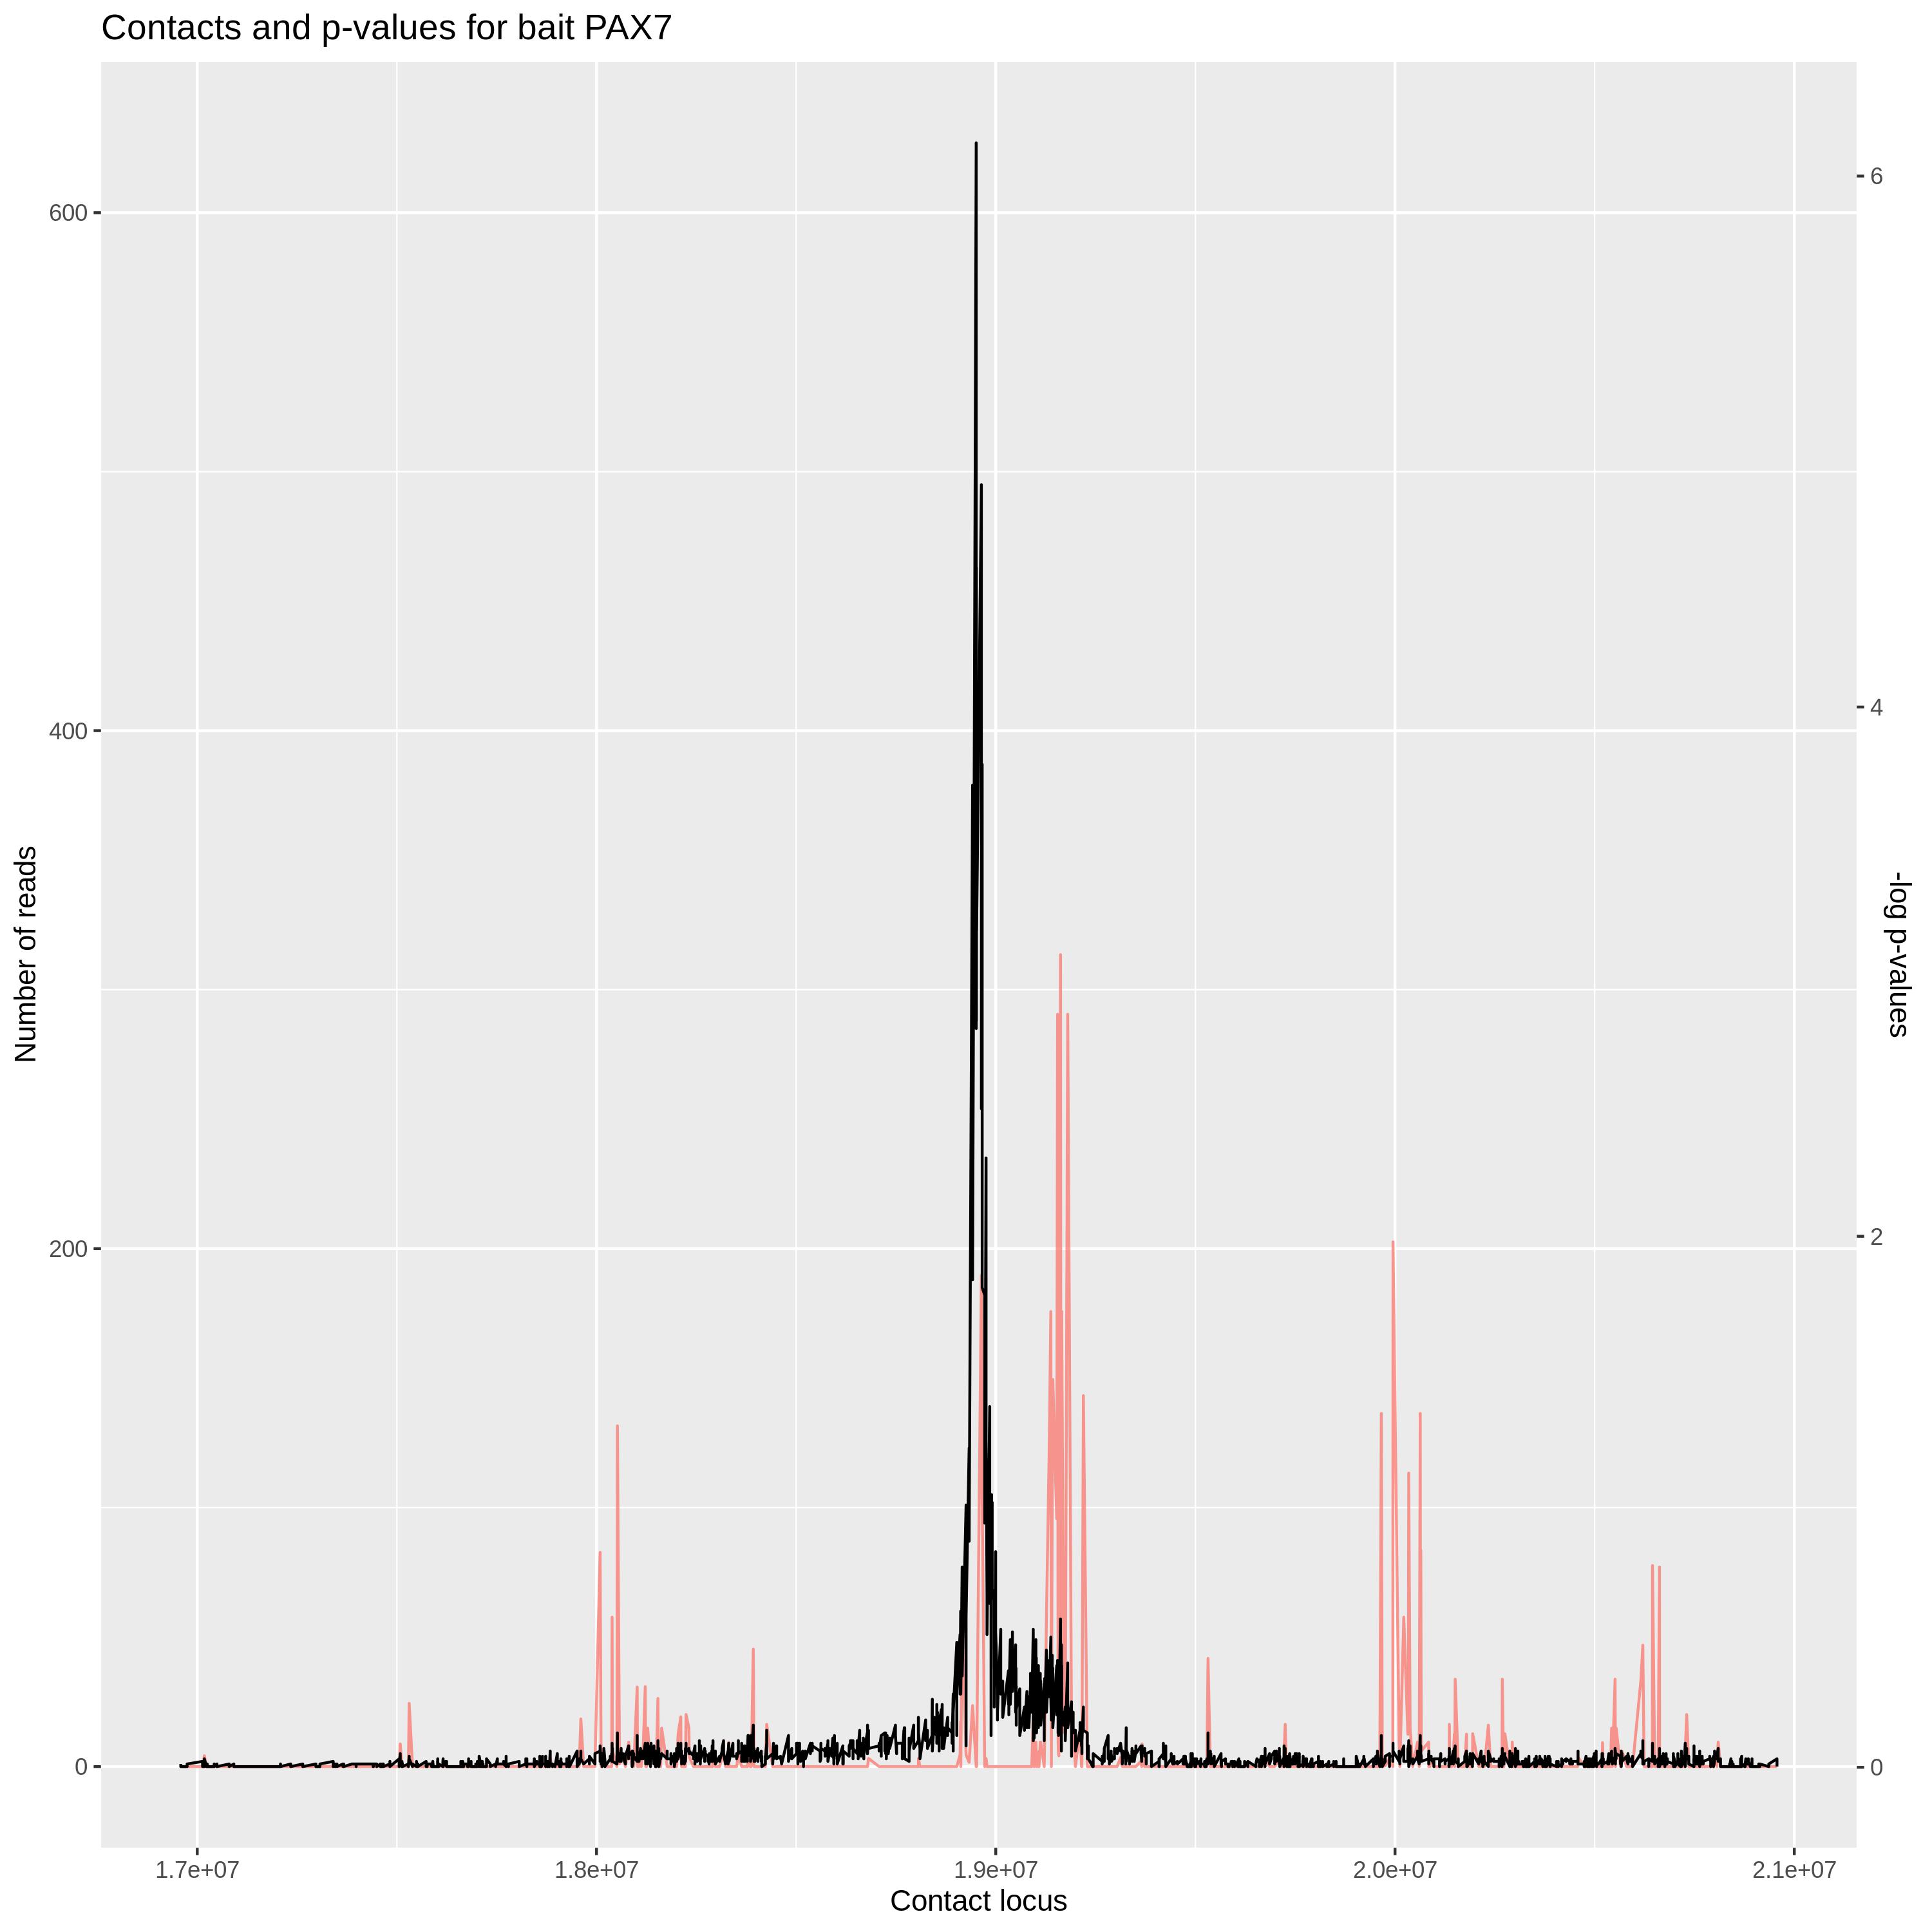 Contacts and p-values for bait PAX7
600
400
200
0
6
4
2
0
Number of reads
-log p-values
1.7e+07 1.8e+07 1.9e+07 2.0e+07 2.1e+07
Contact locus